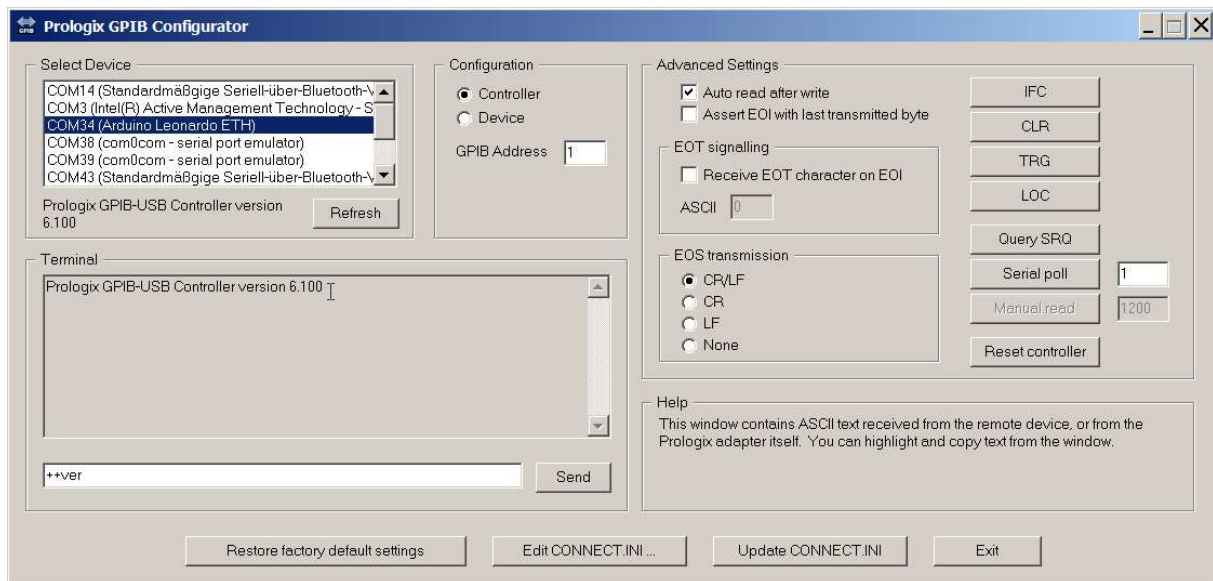 GPIB
Prologix GPIB Configurator
Select Device
COM14 (Standardmäßgige Seriell-über-Bluetooth-V
COM3 (Intel(R) Active Management Technology - S
COM34 (Arduino Leonardo ETH)
COM38 (com0com - serial port emulator)
COM39 (com0com - serial port emulator)
COM43 (Standardmäßgige Seriell-über-Bluetooth-V
Prologix GPIB-USB Controller version
6.100
Refresh
Configuration
Controller
Device
GPIB Address 1
Terminal
Prologix GPIB-USB Controller version 6.100
++ver
Send
Advanced Settings
Auto read after write
Assert EOI with last transmitted byte
EOT signalling
Receive EOT character on EOI
ASCII 0
EOS transmission
CR/LF
CR
LF
None
IFC
CLR
TRG
LOC
Query SRQ
Serial poll 1
Manual read 1200
Reset controller
Help
This window contains ASCII text received from the remote device, or from the
Prologix adapter itself. You can highlight and copy text from the window.
Restore factory default settings
Edit CONNECT.INI ...
Update CONNECT.INI
Exit